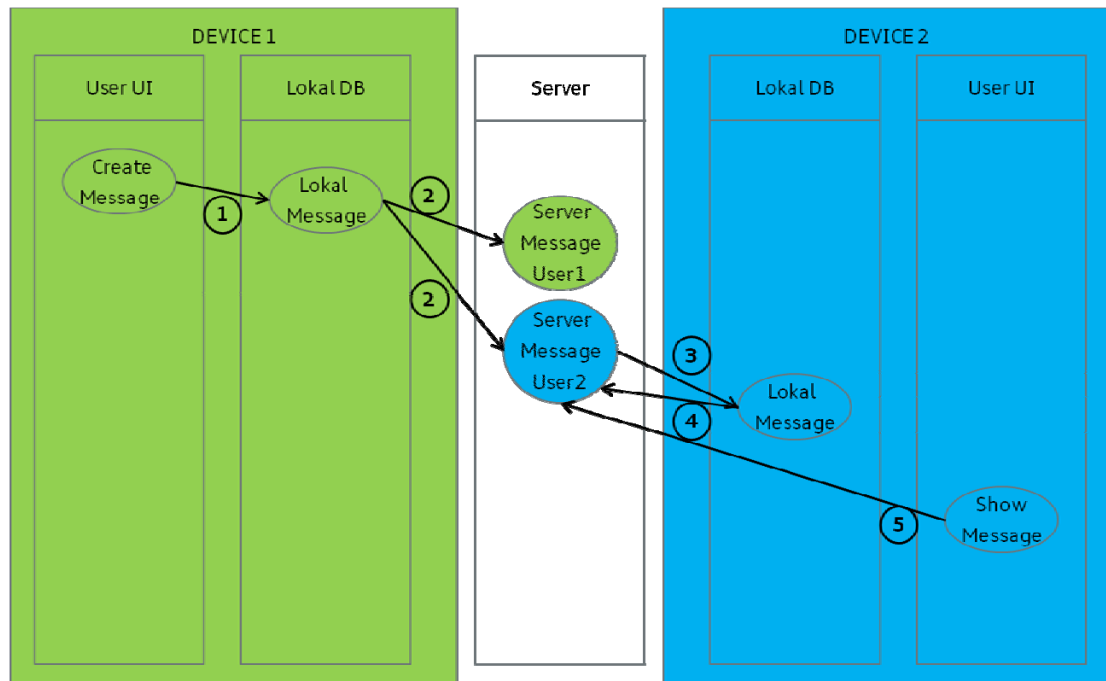 DEVICE 1
DEVICE 2
User UI
Lokal DB
Server
Lokal DB
User UI
Create
Message
1
Lokal
Message
2
2
Server
Message
User1
Server
Message
User2
3
4
Lokal
Message
5
Show
Message